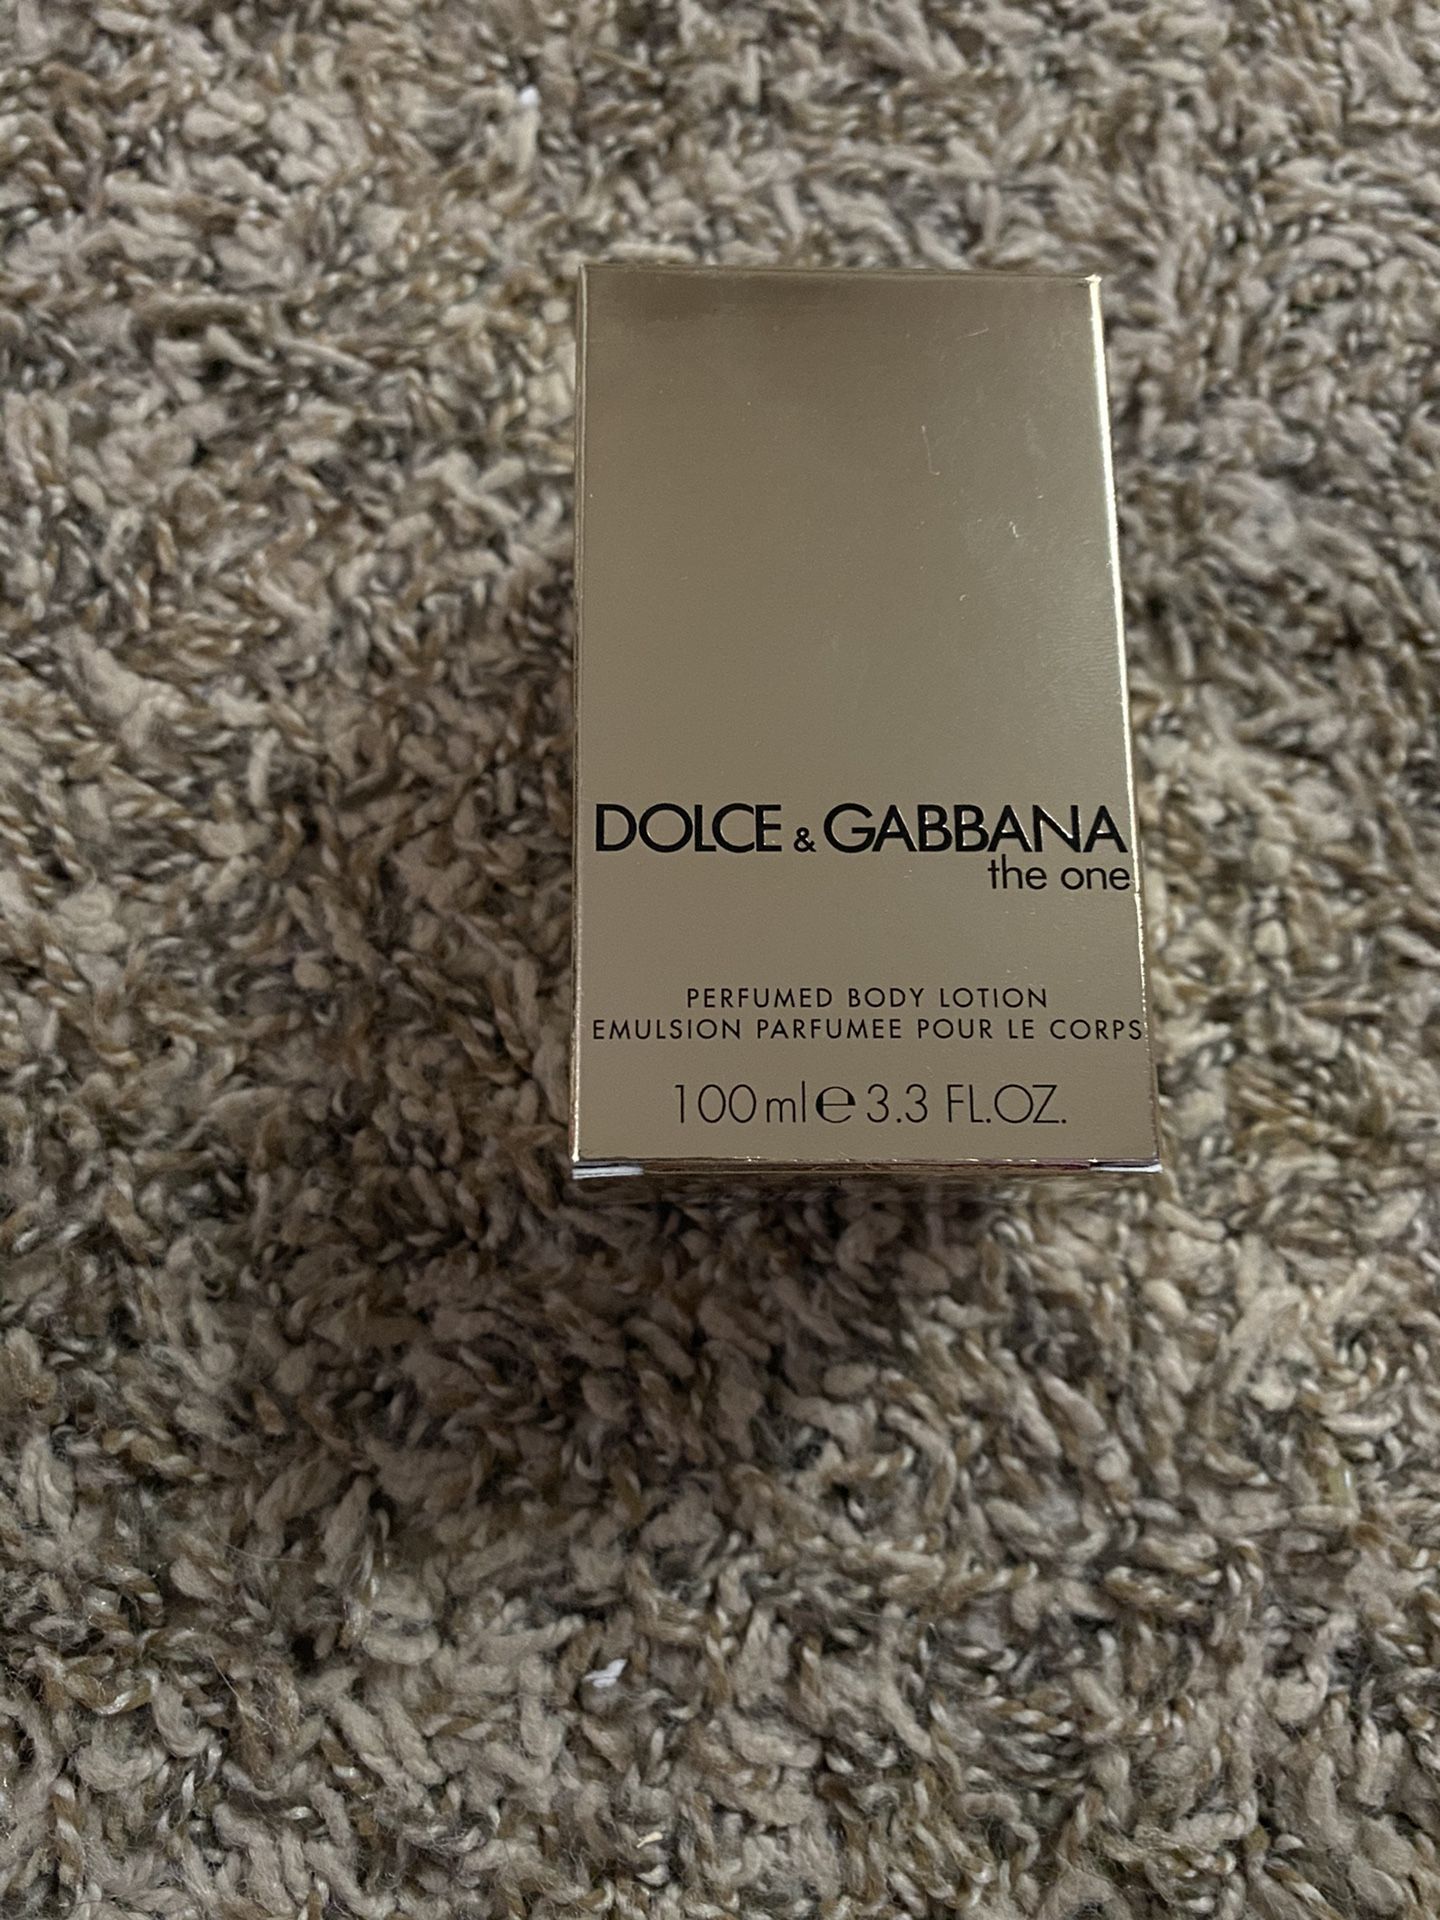 DOLCE & GABBANA
the one
PERFUMED BODY LOTION
EMULSION PARFUMEE POUR LE CORPS
100ml e 3.3 FL.OZ.